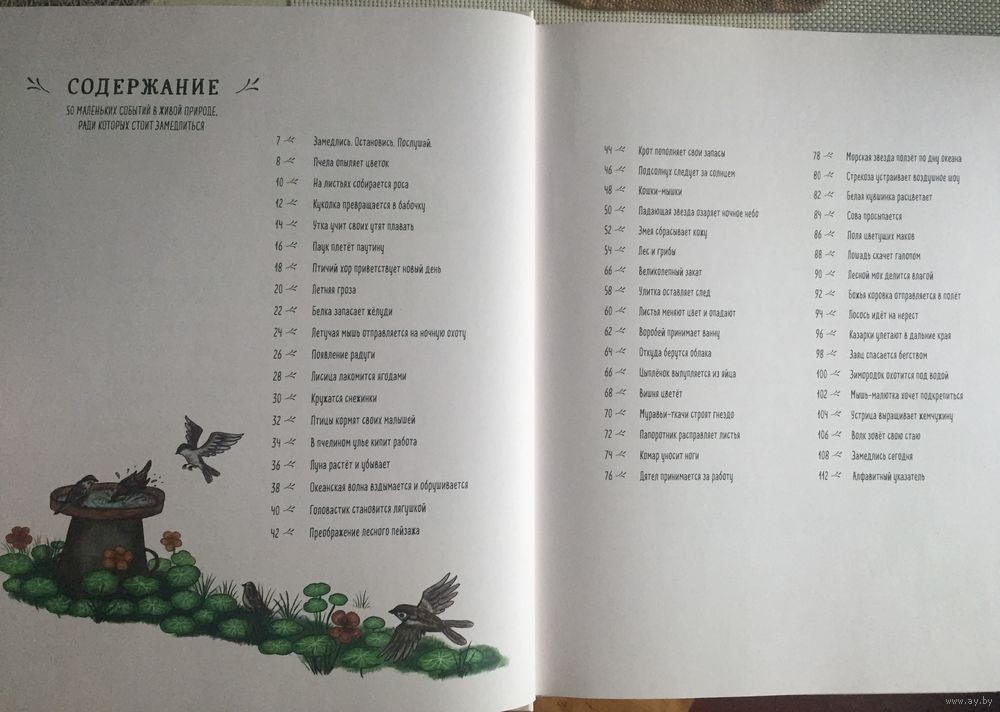 СОДЕРЖАНИЕ
50 МАЛЕНЬКИХ СОБЫТИЙ В ЖИВОЙ ПРИРОДЕ,
РАДИ КОТОРЫХ СТОИТ ЗАМЕДЛИТЬСЯ
7 Замедлись. Остановись. Послушай.
8 Пчела опыляет цветок
10 На листьях собирается роса
12 Куколка превращается в бабочку
14 Утка учит своих утят плавать
16 Паук плетёт паутину
18 Птичий хор приветствует новый день
20 Летняя гроза
22 Белка запасает жёлуди
24 Летучая мышь отправляется на ночную охоту
26 Появление радуги
28 Лисица лакомится ягодами
30 Кружатся снежинки
32 Птицы кормят своих малышей
34 В пчелином улье кипит работа
36 Луна растёт и убывает
38 Океанская волна вздымается и обрушивается
40 Головастик становится лягушкой
42 Преображение лесного пейзажа
44 Крот пополняет свои запасы
46 Подсолнух следует за солнцем
48 Кошки-мышки
50 Падающая звезда озаряет ночное небо
52 Змея сбрасывает кожу
54 Лес и грибы
66 Великолепный закат
58 Улитка оставляет след
60 Листья меняют цвет и опадают
62 Воробей принимает ванну
64 Откуда берутся облака
66 Цыплёнок вылупляется из яйца
68 Вишня цветёт
70 Муравьи-ткачи строят гнездо
72 Папоротник расправляет листья
74 Комар уносит ноги
76 Дятел принимается за работу
78 Морская звезда ползёт по дну океана
80 Стрекоза устраивает воздушное шоу
82 Белая кувшинка расцветает
84 Сова просыпается
86 Поля цветущих маков
88 Лошадь скачет галопом
90 Лесной мох делится влагой
92 Божья коровка отправляется в полёт
94 Лосось идёт на нерест
96 Казарки улетают в дальние края
98 Заяц спасается бегством
100 Зимородок охотится под водой
102 Мышь-малютка хочет подкрепиться
104 Устрица выращивает жемчужину
106 Волк зовёт свою стаю
108 Замедлись сегодня
112 Алфавитный указатель
www.ay.by